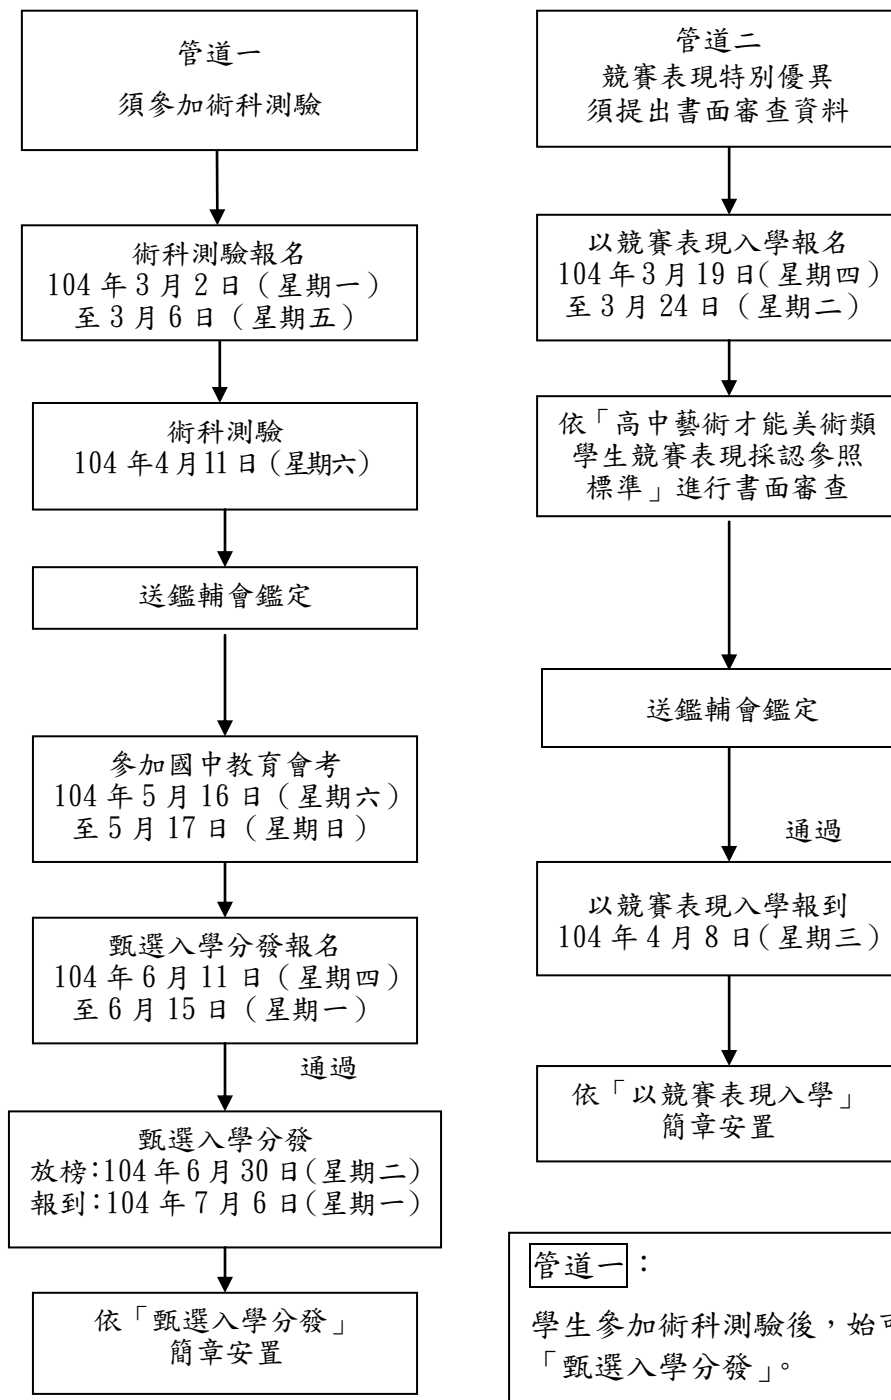 管道一
須參加術科測驗
術科測驗報名
104 年 3 月 2 日（星期一）
至 3 月 6 日（星期五）
術科測驗
104 年4 月 11 日（星期六）
送鑑輔會鑑定
參加國中教育會考
104 年 5 月 16 日（星期六）
至 5 月 17 日（星期日）
甄選入學分發報名
104 年 6 月 11 日（星期四）
至 6 月 15 日（星期一）
通過
甄選入學分發
放榜：104 年 6 月 30 日（星期二）
報到：104 年 7 月 6 日（星期一）
依「甄選入學分發」
簡章安置
管道二
競賽表現特別優異
須提出書面審查資料
以競賽表現入學報名
104 年 3 月 19 日（星期四）
至 3 月 24 日（星期二）
依「高中藝術才能美術類
學生競賽表現採認參照
標準」進行書面審查
送鑑輔會鑑定
通過
以競賽表現入學報到
104 年 4 月 8 日（星期三）
依「以競賽表現入學」
簡章安置
管道一：
學生參加術科測驗後，始
「甄選入學分發」。